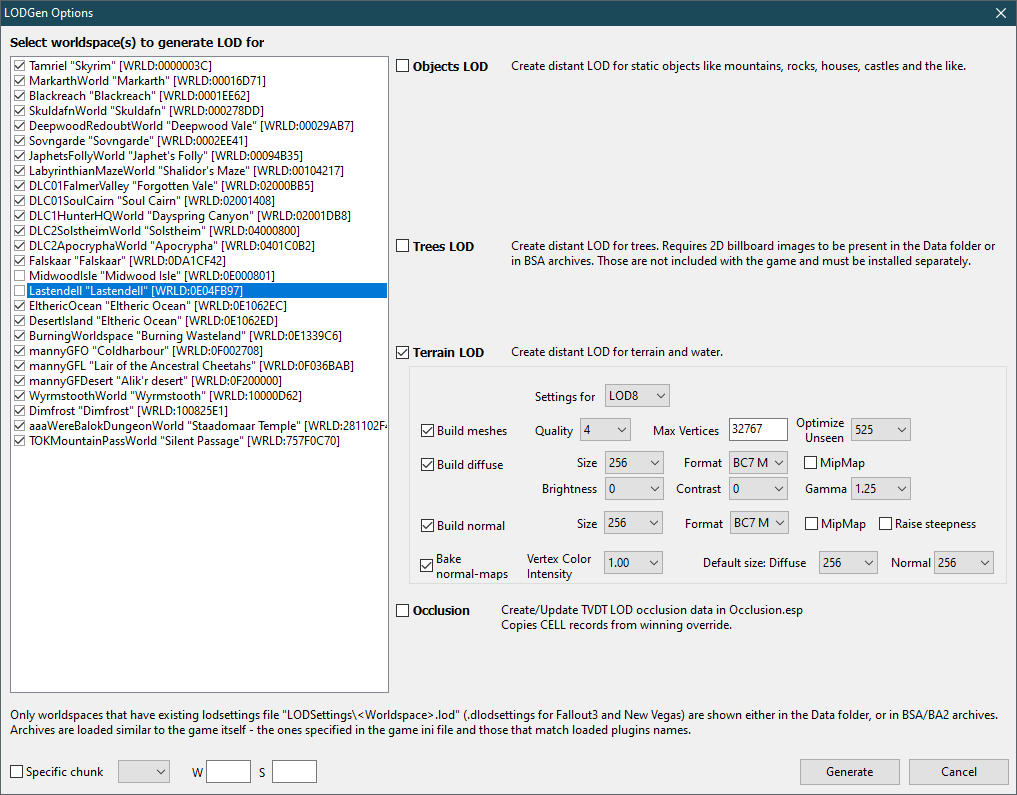 LODGen Options
Select worldspace(s) to generate LOD for
Tamriel "Skyrim" [WRLD:0000003C]
MarkarthWorld "Markarth" [WRLD:00016D71]
Blackreach "Blackreach" [WRLD:0001EE62]
SkuldafnWorld "Skuldafn" [WRLD:000278DD]
DeepwoodRedoubtWorld "Deepwood Vale" [WRLD:00029AB7]
Sovngarde "Sovngarde" [WRLD:0002EE41]
JaphetsFollyWorld "Japhet's Folly" [WRLD:00094B35]
LabyrinthianMazeWorld "Shalidor's Maze" [WRLD:00104217]
DLC01FalmerValley "Forgotten Vale" [WRLD:02000BB5]
DLC01SoulCairn "Soul Cairn" [WRLD:02001408]
DLC1HunterHQWorld "Dayspring Canyon" [WRLD:02001DB8]
DLC2SolstheimWorld "Solstheim" [WRLD:04000800]
DLC2ApocryphaWorld "Apocrypha" [WRLD:0401C0B2]
Falskaar "Falskaar" [WRLD:0DA1CF42]
MidwoodIsle "Midwood Isle" [WRLD:0E000801]
Lastendell "Lastendell" [WRLD:0E04FB97]
EIthericOcean "Eltheric Ocean" [WRLD:0E1062EC]
DesertIsland "Eltheric Ocean" [WRLD:0E1062ED]
BurningWorldspace "Burning Wasteland" [WRLD:0E1339C6]
mannyGFO "Coldharbour" [WRLD:0F002708]
mannyGFL "Lair of the Ancestral Cheetahs" [WRLD:0F036BAB]
mannyGFDesert "Alik'r desert" [WRLD:0F200000]
WyrmstoothWorld "Wyrmstooth" [WRLD:10000D62]
Dimfrost "Dimfrost" [WRLD:100825E1]
aaaWereBalokDungeonWorld "Staadomaar Temple" [WRLD:281102F4
TOKMountainPassWorld "Silent Passage" [WRLD:757F0C70]
Objects LOD Create distant LOD for static objects like mountains, rocks, houses, castles and the like.
Trees LOD Create distant LOD for trees. Requires 2D billboard images to be present in the Data folder or
in BSA archives. Those are not included with the game and must be installed separately.
Terrain LOD Create distant LOD for terrain and water.
Settings for LOD8
Build meshes Quality 4 Max Vertices 32767 Optimize Unseen 525
Build diffuse Size 256 Format BC7 M MipMap
Brightness 0 Contrast 0 Gamma 1.25
Build normal Size 256 Format BC7 M MipMap Raise steepness
Bake normal-maps Vertex Color Intensity 1.00 Default size: Diffuse 256 Normal 256
Occlusion Create/Update TVDT LOD occlusion data in Occlusion.esp
Copies CELL records from winning override.
Only worldspaces that have existing lodsettings file "LODSettings\<Worldspace>.lod" (.dlodsettings for Fallout3 and New Vegas) are shown either in the Data folder, or in BSA/BA2 archives.
Archives are loaded similar to the game itself - the ones specified in the game ini file and those that match loaded plugins names.
Specific chunk W S Generate Cancel